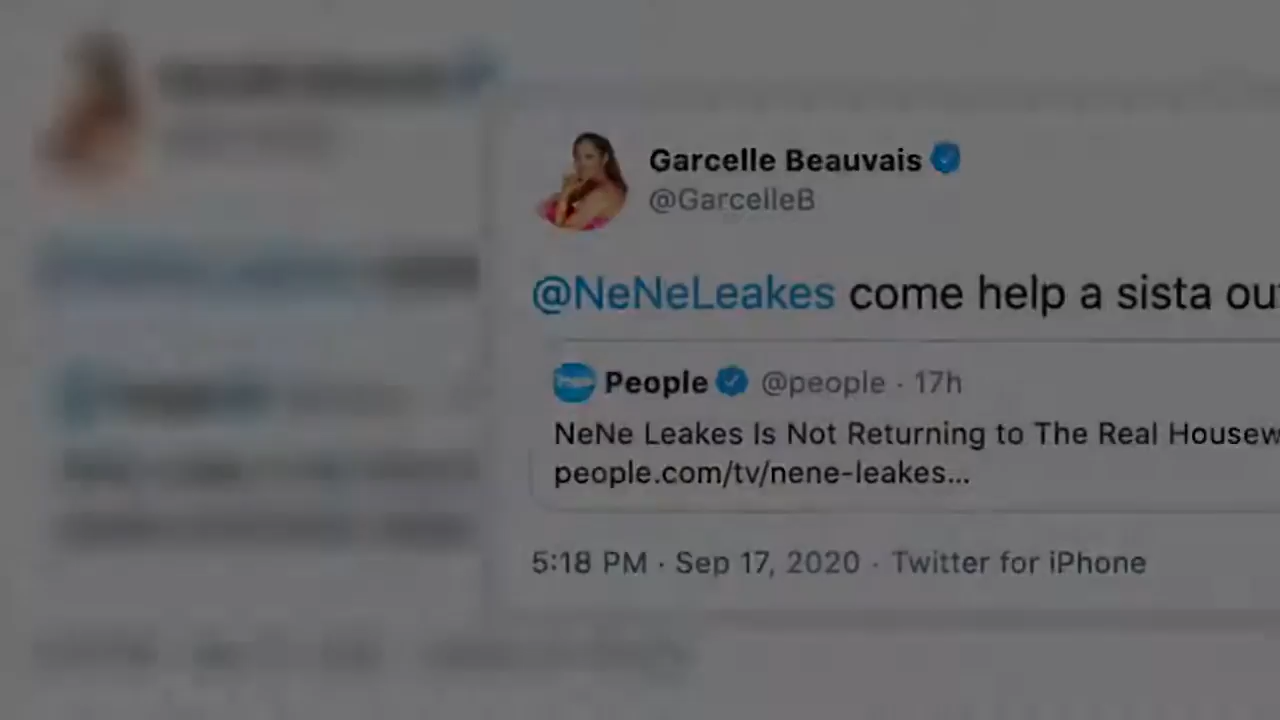 Garcelle Beauvais
@GarcelleB
@NeNeLeakes come help a sista ou
People @people · 17h
NeNe Leakes Is Not Returning to The Real Housew
people.com/tv/nene-leakes...
5:18 PM · Sep 17, 2020 · Twitter for iPhone